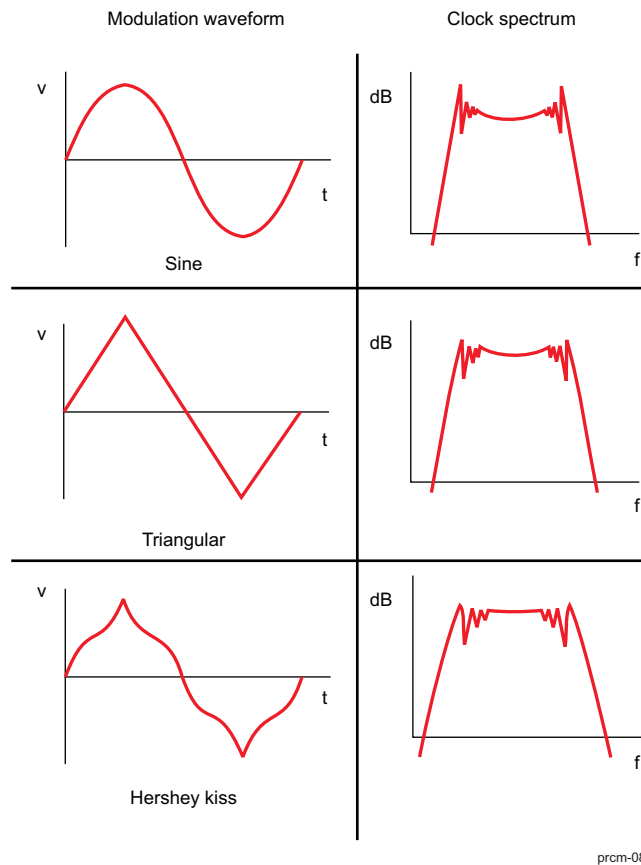 Modulation waveform
Clock spectrum
v
t
Sine
dB
f
v
t
Triangular
dB
f
v
t
Hershey kiss
dB
f